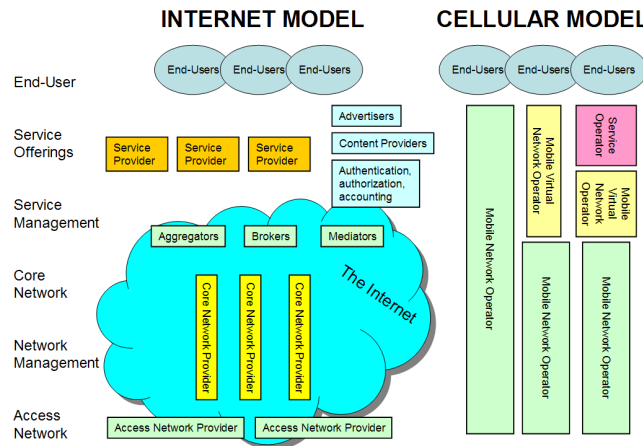 INTERNET MODEL
CELLULAR MODEL
End-Users
End-Users
End-Users
End-Users
End-Users
End-Users
End-User
Service
Offerings
Service
Management
Core
Network
Network
Management
Access
Network
Advertisers
Content Providers
Authentication,
authorization,
accounting
Service
Provider
Service
Provider
Service
Provider
Aggregators
Brokers
Mediators
The Internet
Core Network Provider
Core Network Provider
Core Network Provider
Access Network Provider
Access Network Provider
Mobile Network Operator
Mobile Virtual
Network Operator
Mobile Network Operator
Service
Operator
Mobile
Virtual
Network
Operator
Mobile Network Operator